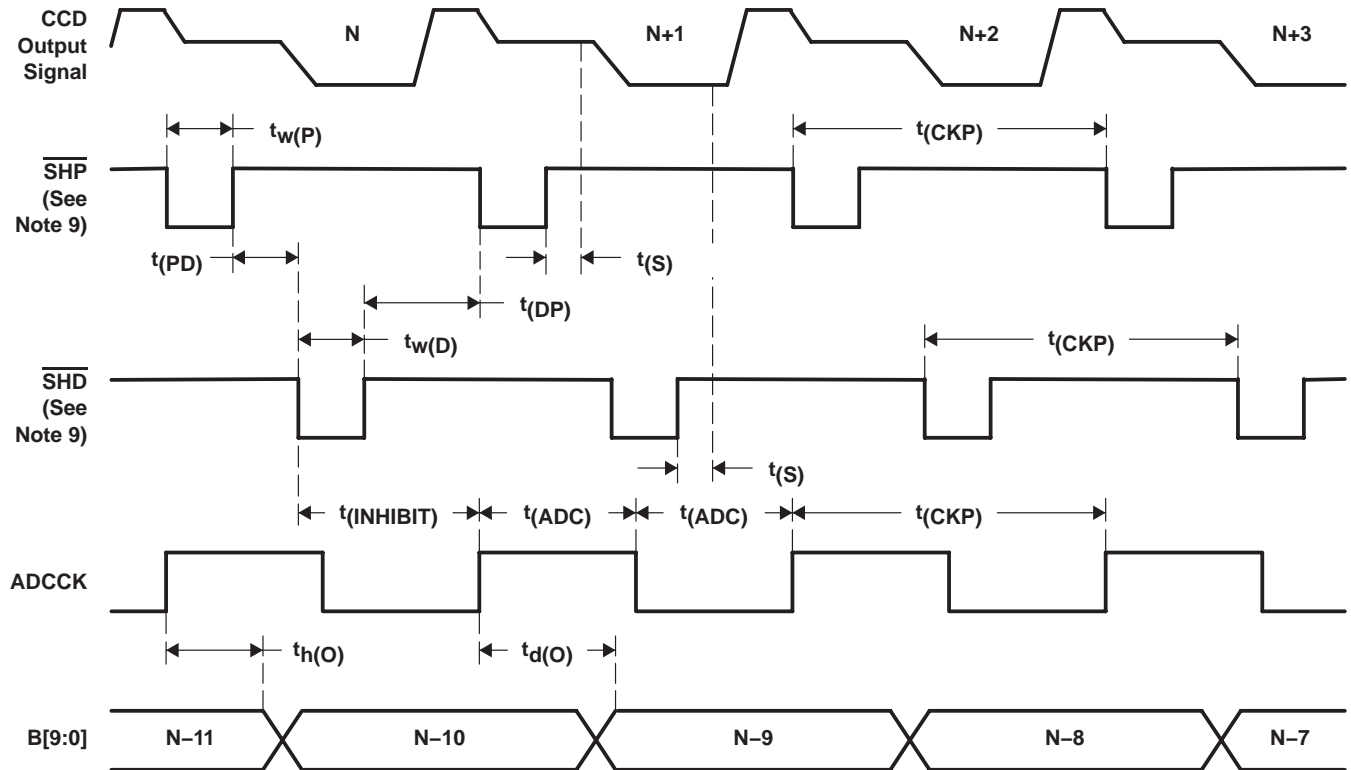 CCD
Output
Signal
N
N+1
N+2
N+3
tw(P)
t(CKP)
SHP
(See
Note 9)
t(PD)
t(S)
t(DP)
tw(D)
t(CKP)
SHD
(See
Note 9)
t(S)
t(INHIBIT)
t(ADC)
t(ADC)
t(CKP)
ADCCK
th(O)
td(O)
B[9:0]
N–11
N–10
N–9
N–8
N–7